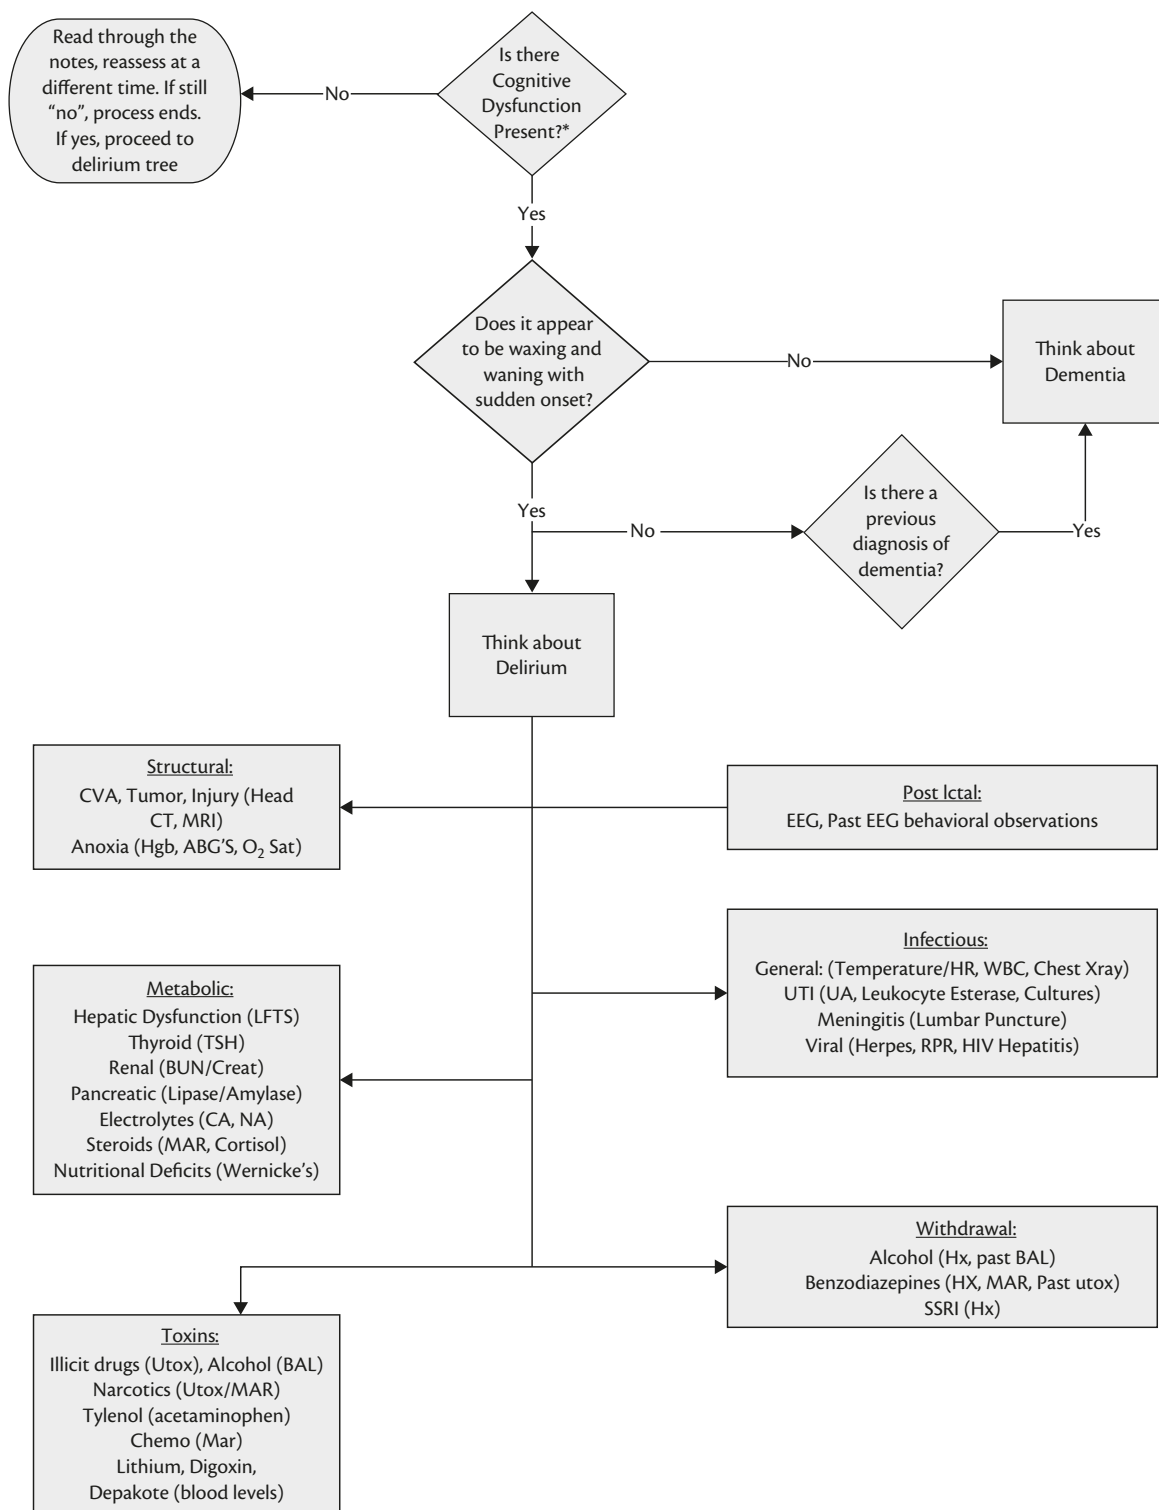 Read through the
notes, reassess at a
different time. If still
“no”, process ends.
If yes, proceed to
delirium tree
No
Is there
Cognitive
Dysfunction
Present?*
Yes
Does it appear
to be waxing and
waning with
sudden onset?
No
Think about
Dementia
Yes
No
Is there a
previous
diagnosis of
dementia?
Yes
Think about
Delirium
Structural:
CVA, Tumor, Injury (Head
CT, MRI)
Anoxia (Hgb, ABG'S, O2 Sat)
Post Ictal:
EEG, Past EEG behavioral observations
Infectious:
General: (Temperature/HR, WBC, Chest Xray)
UTI (UA, Leukocyte Esterase, Cultures)
Meningitis (Lumbar Puncture)
Viral (Herpes, RPR, HIV Hepatitis)
Metabolic:
Hepatic Dysfunction (LFTS)
Thyroid (TSH)
Renal (BUN/Creat)
Pancreatic (Lipase/Amylase)
Electrolytes (CA, NA)
Steroids (MAR, Cortisol)
Nutritional Deficits (Wernicke's)
Withdrawal:
Alcohol (Hx, past BAL)
Benzodiazepines (HX, MAR, Past utox)
SSRI (Hx)
Toxins:
Illicit drugs (Utox), Alcohol (BAL)
Narcotics (Utox/MAR)
Tylenol (acetaminophen)
Chemo (Mar)
Lithium, Digoxin,
Depakote (blood levels)